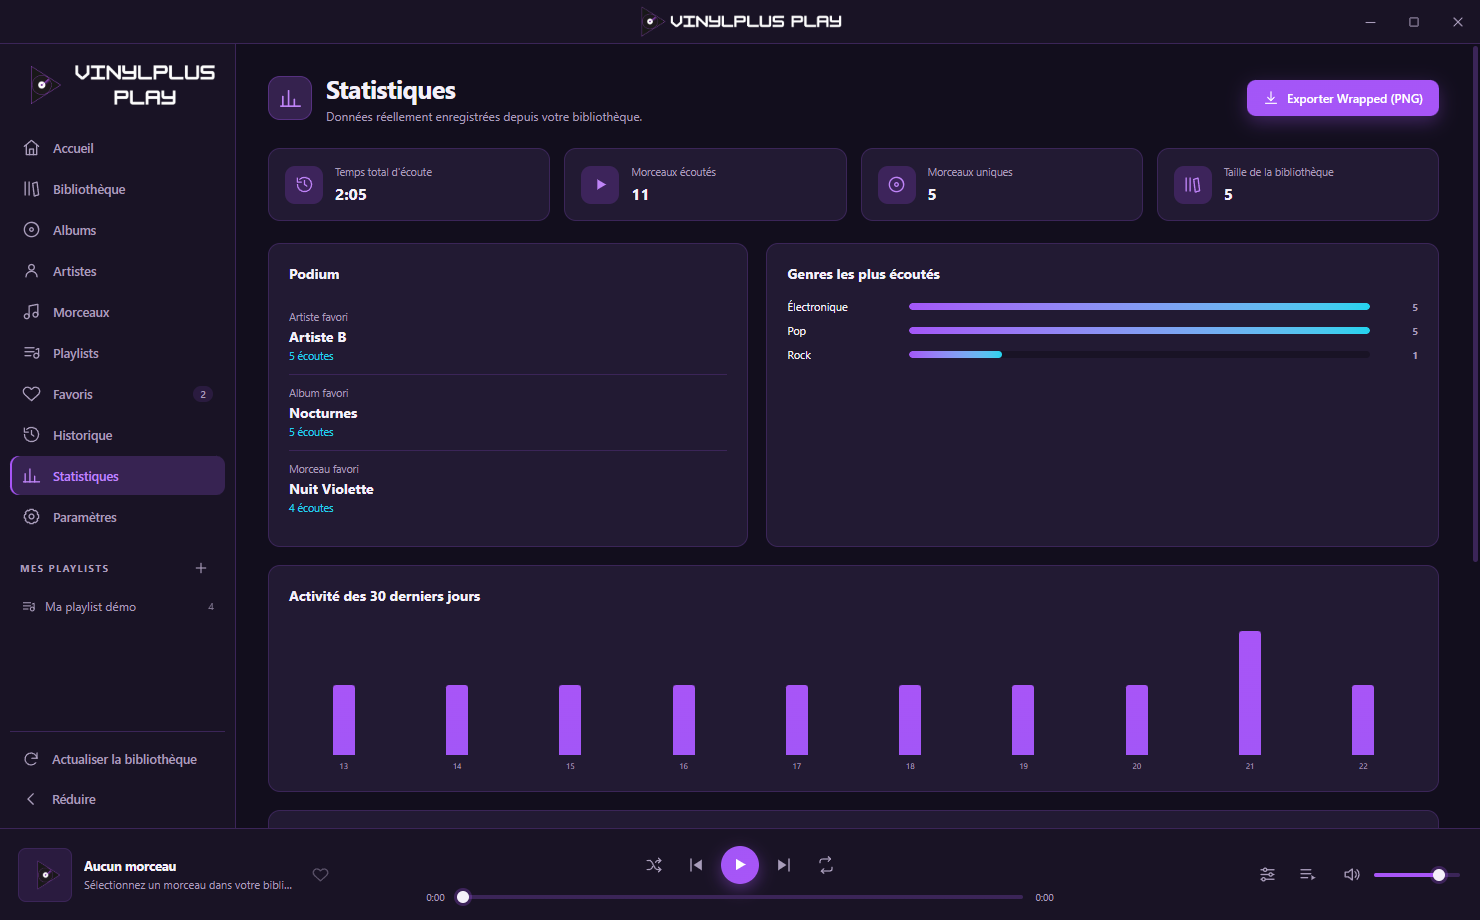 VINYLPLUS PLAY
VINYLPLUS
PLAY
Accueil
Bibliothèque
Albums
Artistes
Morceaux
Playlists
Favoris 2
Historique
Statistiques
Paramètres
MES PLAYLISTS
Ma playlist démo 4
Actualiser la bibliothèque
Réduire
Statistiques
Données réellement enregistrées depuis votre bibliothèque.
Exporter Wrapped (PNG)
Temps total d'écoute
2:05
Morceaux écoutés
11
Morceaux uniques
5
Taille de la bibliothèque
5
Podium
Artiste favori
Artiste B
5 écoutes
Album favori
Nocturnes
5 écoutes
Morceau favori
Nuit Violette
4 écoutes
Genres les plus écoutés
Électronique 5
Pop 5
Rock 1
Activité des 30 derniers jours
13 14 15 16 17 18 19 20 21 22
Aucun morceau
Sélectionnez un morceau dans votre bibli...
0:00 0:00